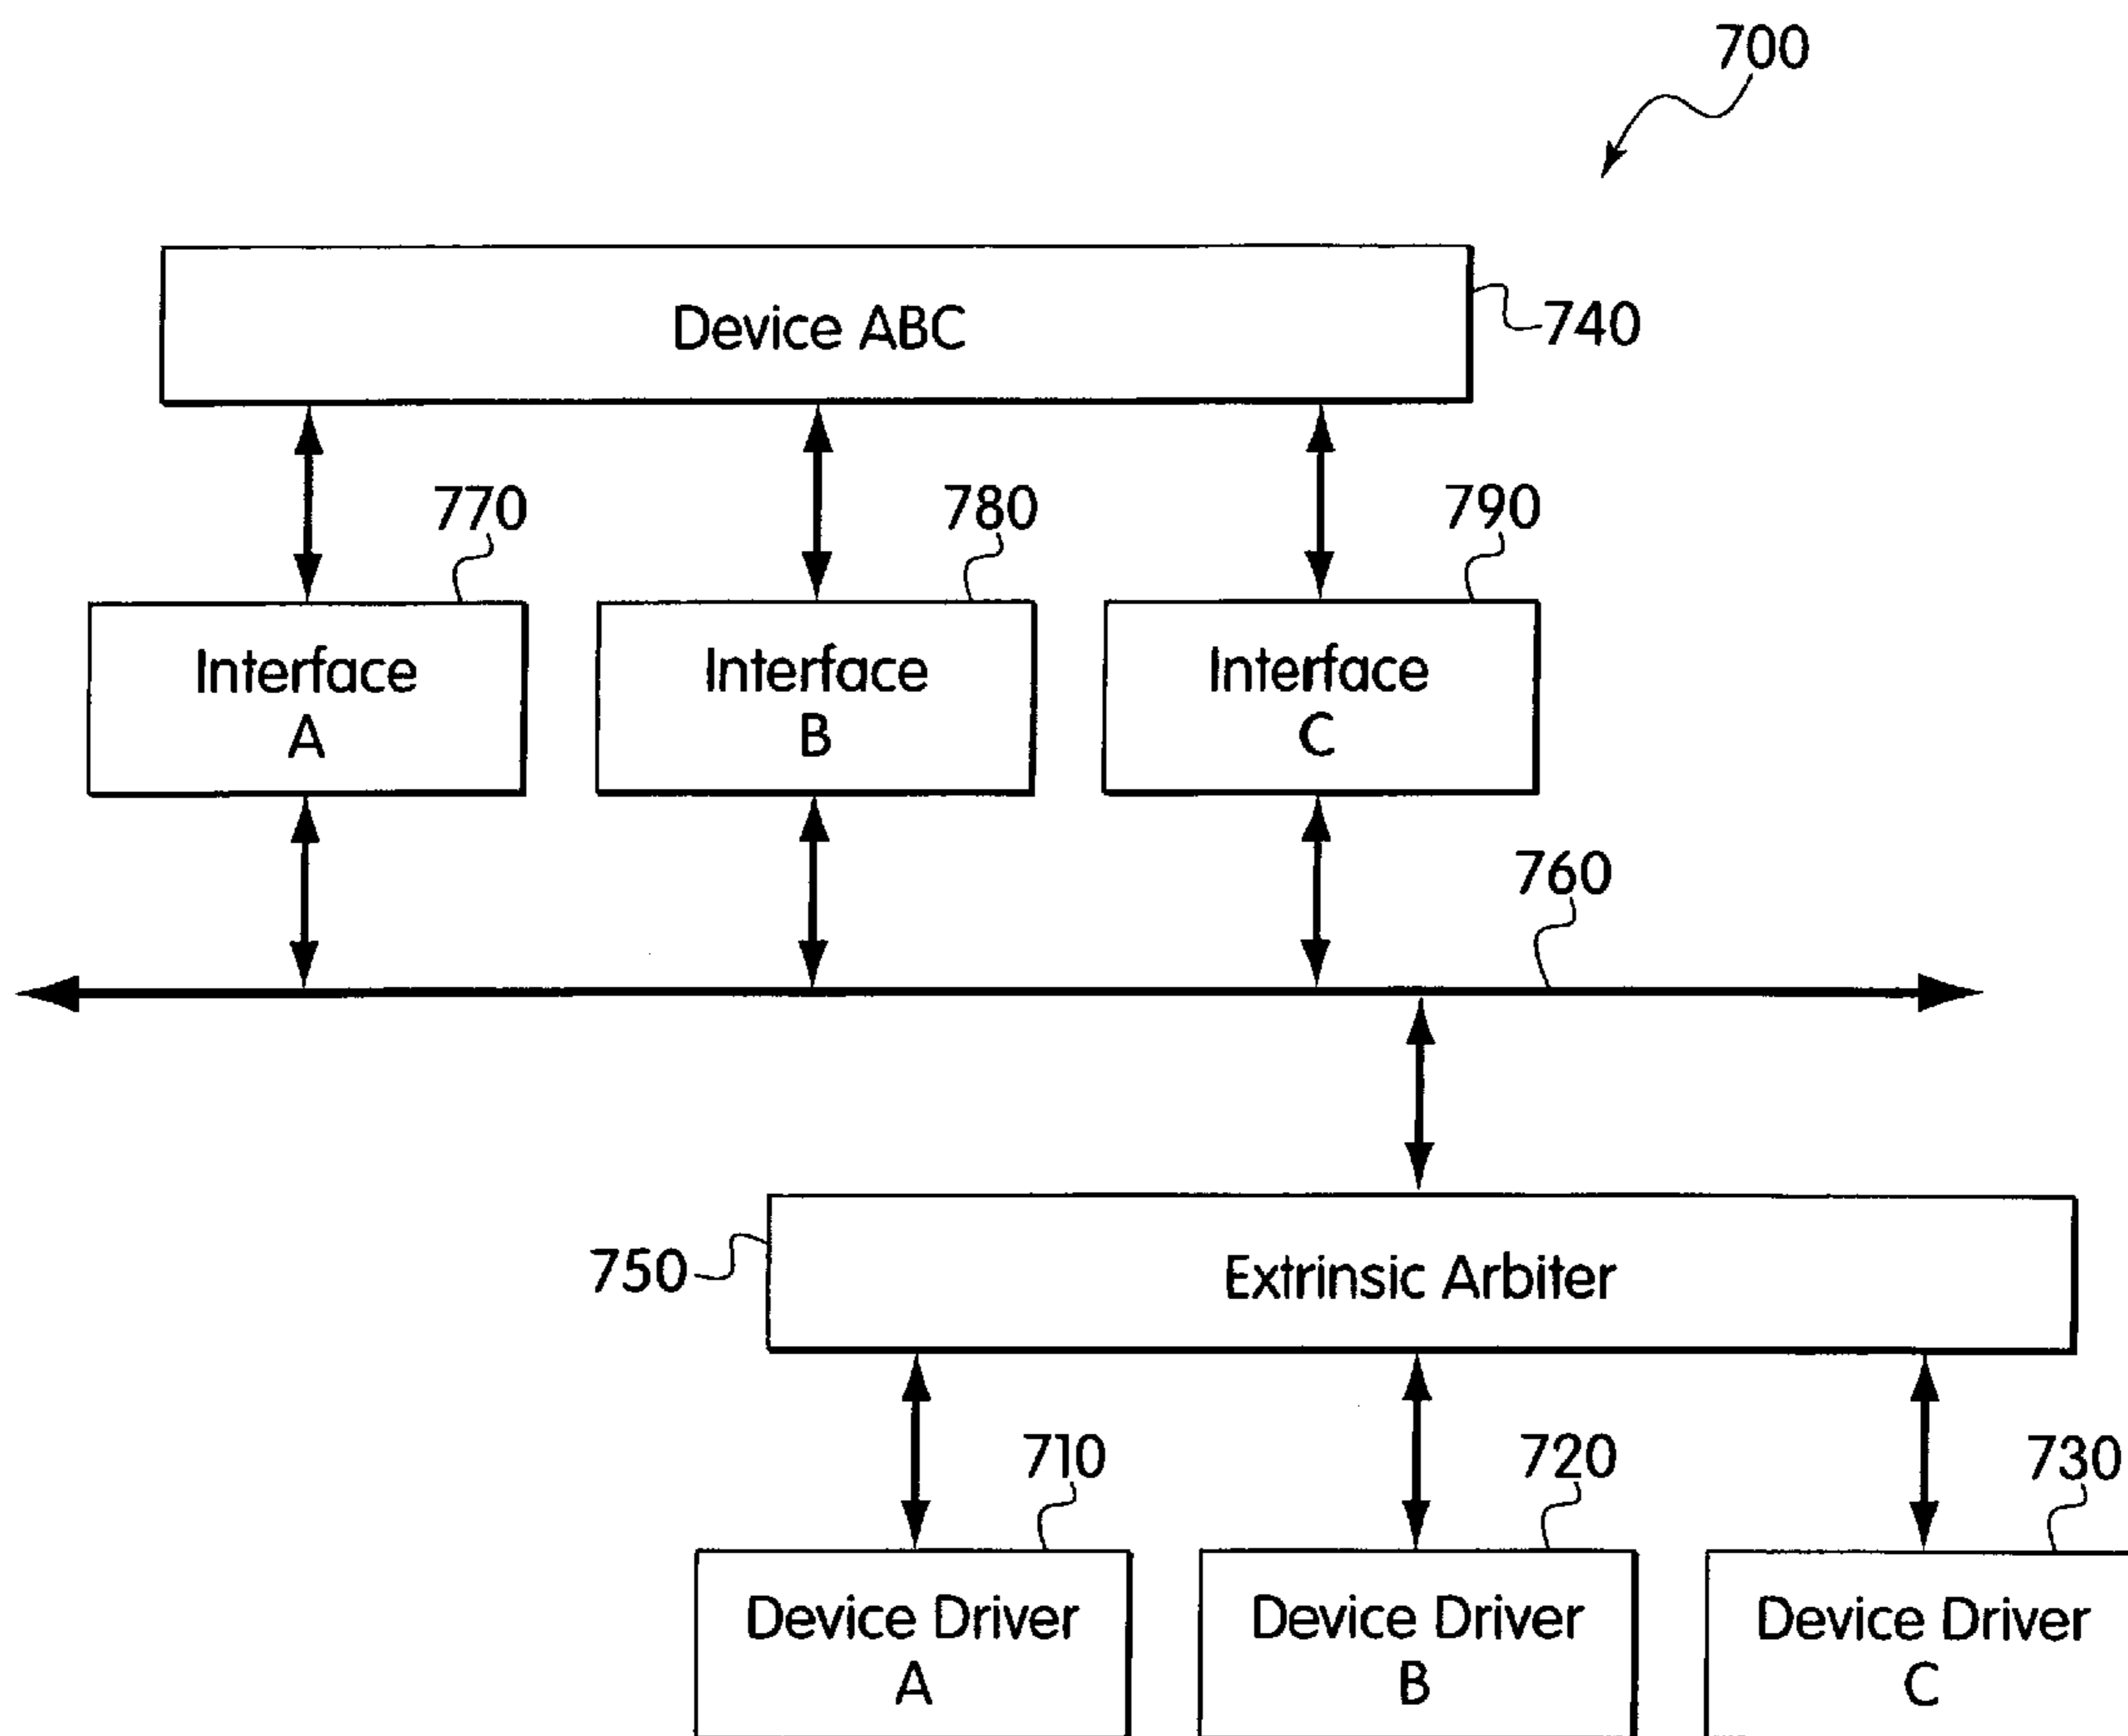 700
Device ABC
740
770
780
790
Interface
A
Interface
B
Interface
C
760
750
Extrinsic Arbiter
710
720
730
Device Driver
A
Device Driver
B
Device Driver
C